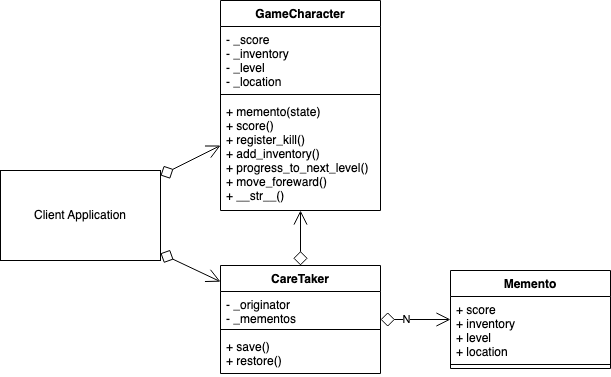 GameCharacter
- _score
- _inventory
- _level
- _location
+ memento(state)
+ score()
+ register_kill()
+ add_inventory()
+ progress_to_next_level()
+ move_foreward()
+ __str__()
Client Application
CareTaker
- _originator
- _mementos
+ save()
+ restore()
N
Memento
+ score
+ inventory
+ level
+ location